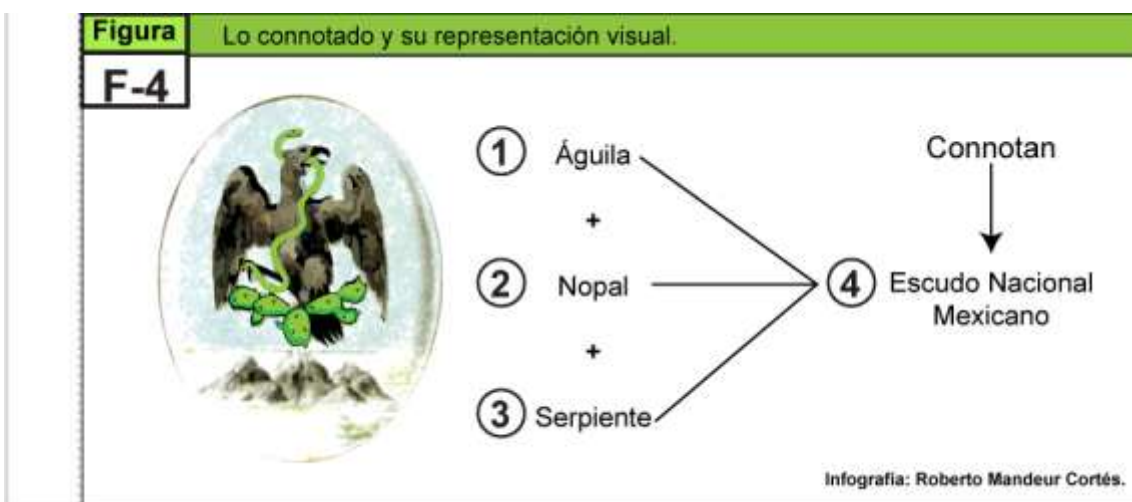 Figura
Lo connotado y su representación visual.
F-4
1 Águila
+
2 Nopal
+
3 Serpiente
Connotan
4 Escudo Nacional
Mexicano
Infografía: Roberto Mandeur Cortés.